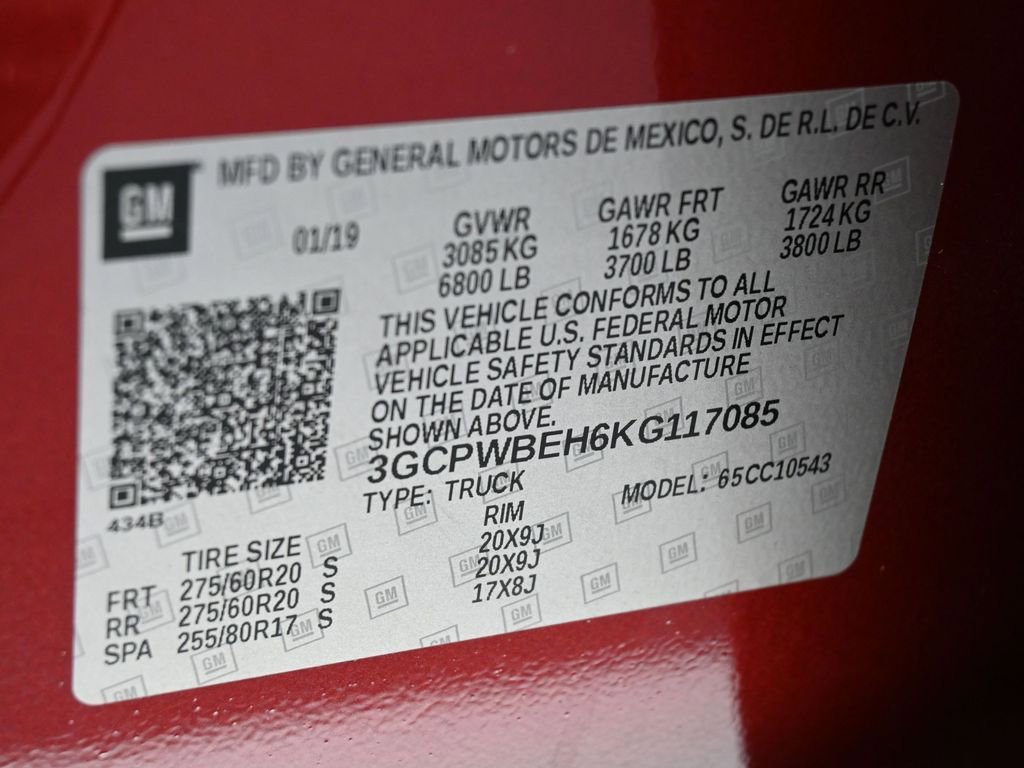 GM
MFD BY GENERAL MOTORS DE MEXICO, S. DE R.L. DE C.V.
01/19
GVWR
3085 KG
6800 LB
GAWR FRT
1678 KG
3700 LB
GAWR RR
1724 KG
3800 LB
THIS VEHICLE CONFORMS TO ALL
APPLICABLE U.S. FEDERAL MOTOR
VEHICLE SAFETY STANDARDS IN EFFECT
ON THE DATE OF MANUFACTURE
SHOWN ABOVE.
3GCPWBEH6KG117085
TYPE: TRUCK
MODEL: 65CC10543
434B
TIRE SIZE RIM
FRT 275/60R20 S 20X9J
RR 275/60R20 S 20X9J
SPA 255/80R17 S 17X8J